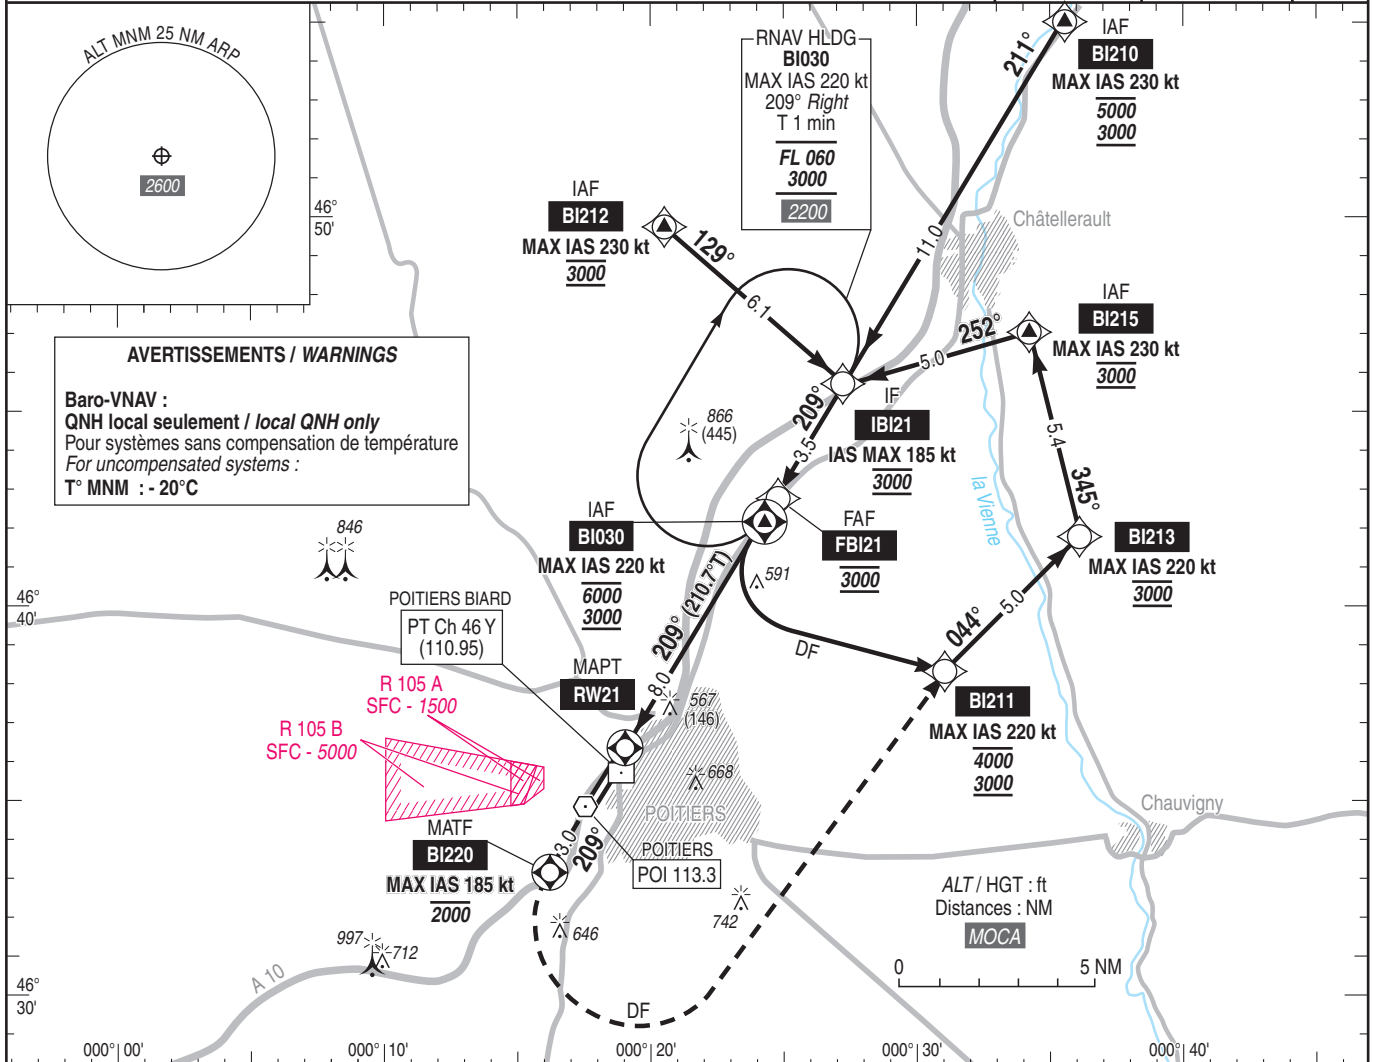 ALT MNM 25 NM ARP
2600
46°
50'
AVERTISSEMENTS / WARNINGS
Baro-VNAV :
QNH local seulement / local QNH only
Pour systèmes sans compensation de température
For uncompensated systems :
T° MNM : - 20°C
RNAV HLDG
BI030
MAX IAS 220 kt
209° Right
T 1 min
FL 060
3000
2200
211°
IAF
BI210
MAX IAS 230 kt
5000
3000
11.0
IAF
BI212
MAX IAS 230 kt
3000
129°
6.1
Châtellerault
IAF
BI215
MAX IAS 230 kt
3000
252°
5.0
209°
3.5
IF
IBI21
IAS MAX 185 kt
3000
866
(445)
5.4
345°
la Vienne
846
IAF
BI030
MAX IAS 220 kt
6000
3000
FAF
FBI21
3000
BI213
MAX IAS 220 kt
3000
591
46°
40'
POITIERS BIARD
PT Ch 46 Y
(110.95)
209° (210.7°T)
8.0
DF
044°
5.0
MAPT
RW21
567
(146)
BI211
MAX IAS 220 kt
4000
3000
R 105 A
SFC - 1500
R 105 B
SFC - 5000
668
POITIERS
Chauvigny
MATF
BI220
MAX IAS 185 kt
2000
3.0
209°
POITIERS
POI 113.3
742
646
997
712
A 10
ALT / HGT : ft
Distances : NM
MOCA
0
5 NM
DF
46°
30'
000°00'
000°10'
000°20'
000°30'
000°40'